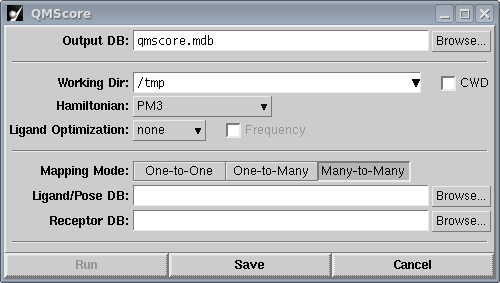 QMScore
Output DB: qmscore.mdb Browse...
Working Dir: /tmp CWD
Hamiltonian: PM3
Ligand Optimization: none Frequency
Mapping Mode: One-to-One One-to-Many Many-to-Many
Ligand/Pose DB: Browse...
Receptor DB: Browse...
Run Save Cancel